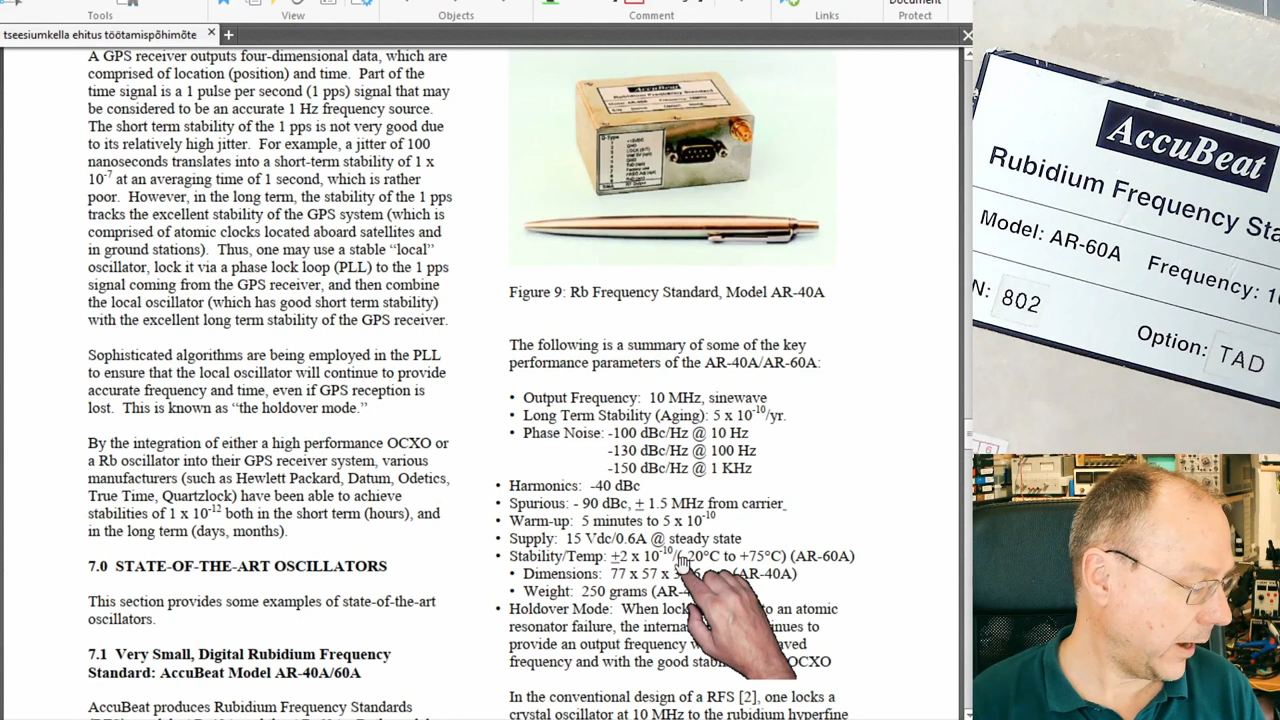 Tools
View
Objects
Comment
Links
Document
Protect
tseesiumkella ehitus töötamispõhimõte
A GPS receiver outputs four-dimensional data, which are
comprised of location (position) and time. Part of the
time signal is a 1 pulse per second (1 pps) signal that may
be considered to be an accurate 1 Hz frequency source.
The short term stability of the 1 pps is not very good due
to its relatively high jitter. For example, a jitter of 100
nanoseconds translates into a short-term stability of 1 x
10-7 at an averaging time of 1 second, which is rather
poor. However, in the long term, the stability of the 1 pps
tracks the excellent stability of the GPS system (which is
comprised of atomic clocks located aboard satellites and
in ground stations). Thus, one may use a stable “local”
oscillator, lock it via a phase lock loop (PLL) to the 1 pps
signal coming from the GPS receiver, and then combine
the local oscillator (which has good short term stability)
with the excellent long term stability of the GPS receiver.
Sophisticated algorithms are being employed in the PLL
to ensure that the local oscillator will continue to provide
accurate frequency and time, even if GPS reception is
lost. This is known as “the holdover mode.”
By the integration of either a high performance OCXO or
a Rb oscillator into their GPS receiver system, various
manufacturers (such as Hewlett Packard, Datum, Odetics,
True Time, Quartzlock) have been able to achieve
stabilities of 1 x 10-12 both in the short term (hours), and
in the long term (days, months).
7.0 STATE-OF-THE-ART OSCILLATORS
This section provides some examples of state-of-the-art
oscillators.
7.1 Very Small, Digital Rubidium Frequency
Standard: AccuBeat Model AR-40A/60A
AccuBeat produces Rubidium Frequency Standards
AccuBeat
Rubidium Frequency Standard
Figure 9: Rb Frequency Standard, Model AR-40A
The following is a summary of some of the key
performance parameters of the AR-40A/AR-60A:
• Output Frequency: 10 MHz, sinewave
• Long Term Stability (Aging): 5 x 10-10/yr.
• Phase Noise: -100 dBc/Hz @ 10 Hz
-130 dBc/Hz @ 100 Hz
-150 dBc/Hz @ 1 KHz
• Harmonics: -40 dBc
• Spurious: - 90 dBc, ± 1.5 MHz from carrier
• Warm-up: 5 minutes to 5 x 10-10
• Supply: 15 Vdc/0.6A @ steady state
• Stability/Temp: ±2 x 10-10/(-20°C to +75°C) (AR-60A)
• Dimensions: 77 x 57 x (AR-40A)
• Weight: 250 grams (AR-4
• Holdover Mode: When lock to an atomic
resonator failure, the interna nues to
provide an output frequency w aved
frequency and with the good stab OCXO
In the conventional design of a RFS [2], one locks a
crystal oscillator at 10 MHz to the rubidium hyperfine
AccuBeat
Rubidium Frequency Sta
Model: AR-60A Frequency: 1
N: 802
Option: TAD